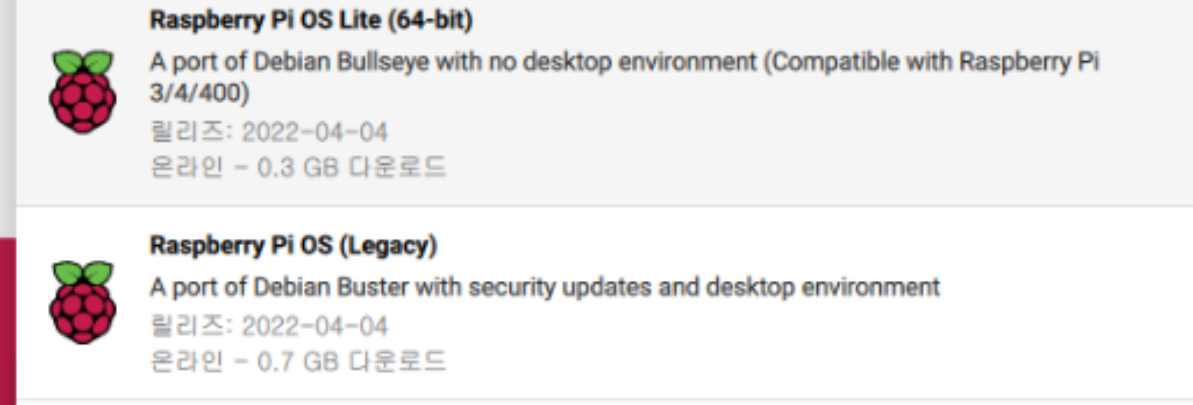 Raspberry Pi OS Lite (64-bit)
A port of Debian Bullseye with no desktop environment (Compatible with Raspberry Pi
3/4/400)
릴리즈: 2022-04-04
온라인 - 0.3 GB 다운로드
Raspberry Pi OS (Legacy)
A port of Debian Buster with security updates and desktop environment
릴리즈: 2022-04-04
온라인 - 0.7 GB 다운로드